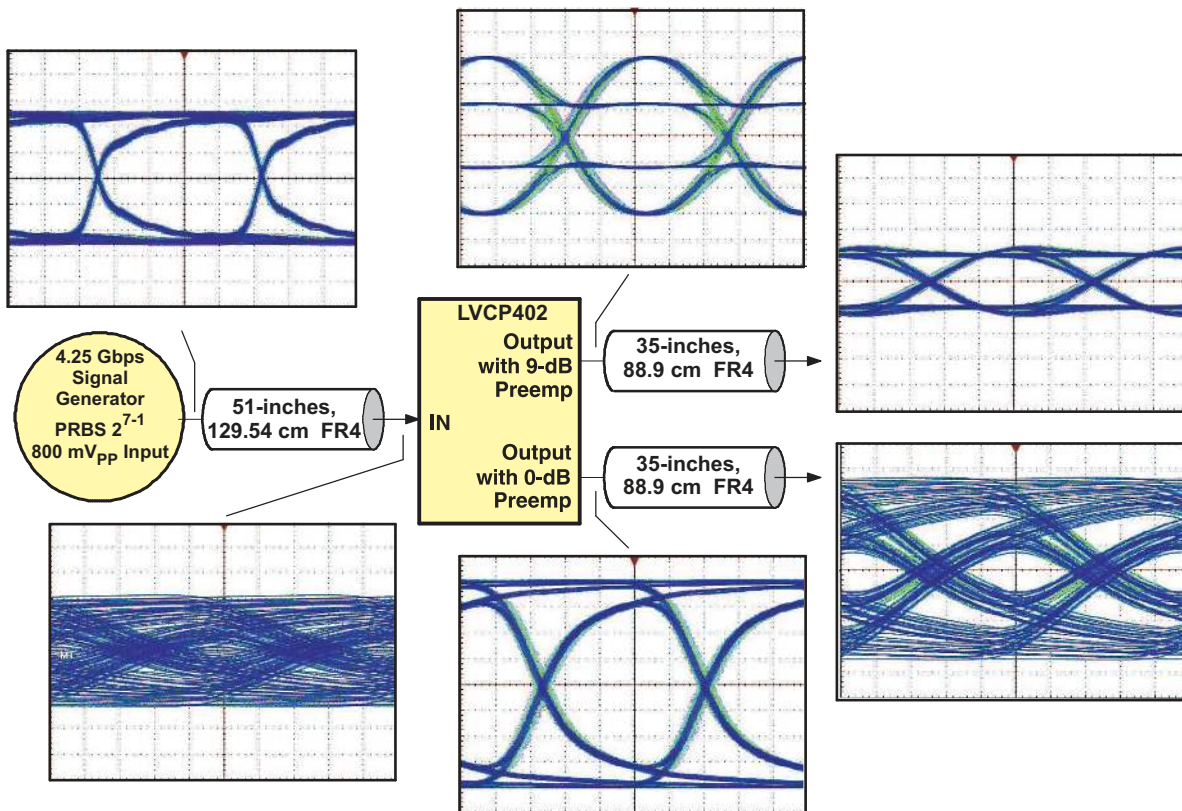 4.25 Gbps
Signal
Generator
PRBS 2^7-1
800 mVPP Input
51-inches,
129.54 cm FR4
LVCP402
Output
with 9-dB
Preemp
IN
Output
with 0-dB
Preemp
35-inches,
88.9 cm FR4
35-inches,
88.9 cm FR4